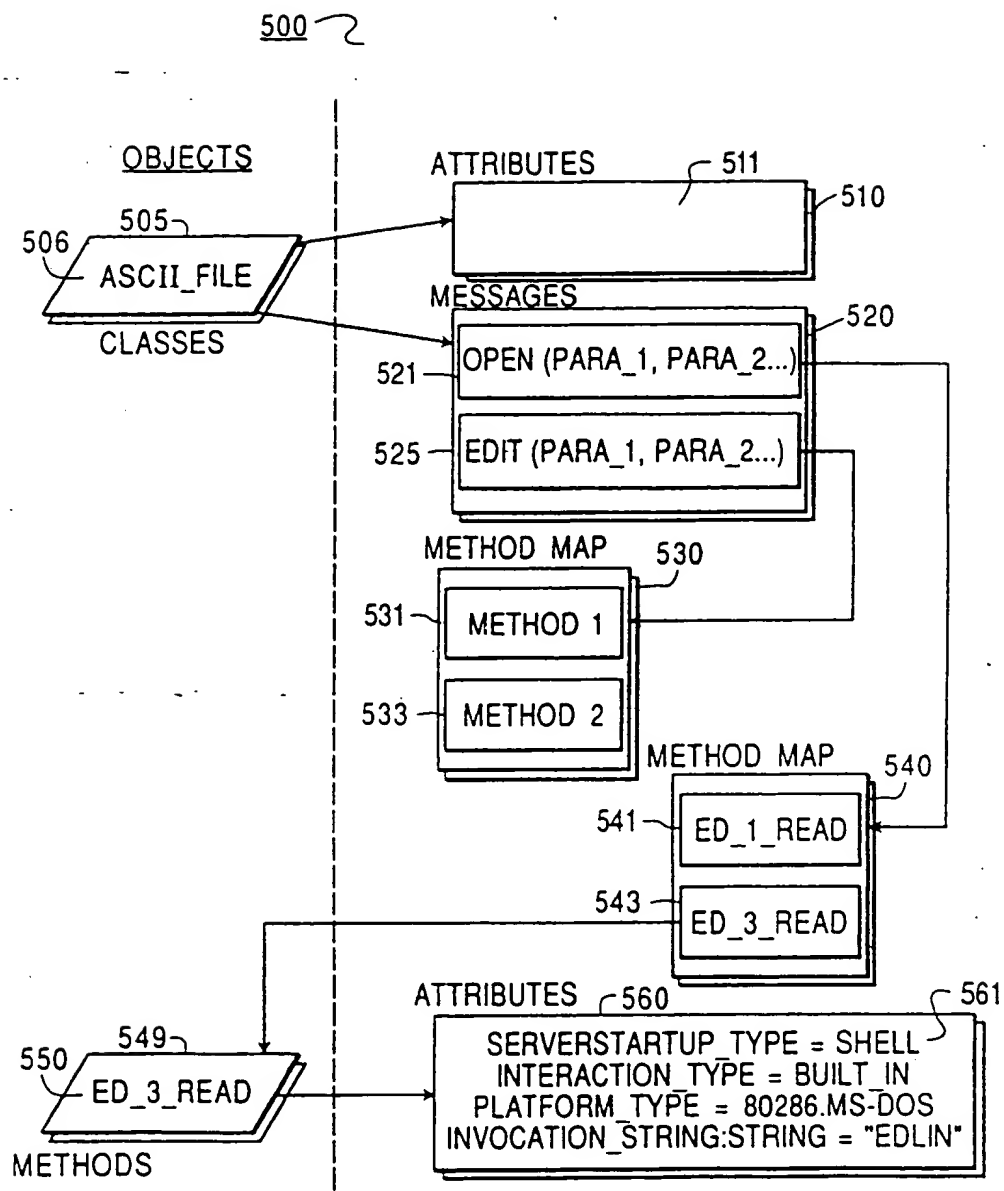 500
OBJECTS
ATTRIBUTES
511
510
505
506
ASCII_FILE
CLASSES
MESSAGES
520
521
OPEN (PARA_1, PARA_2...)
525
EDIT (PARA_1, PARA_2...)
METHOD MAP
530
531
METHOD 1
533
METHOD 2
METHOD MAP
540
541
ED_1_READ
543
ED_3_READ
ATTRIBUTES
560
561
SERVERSTARTUP_TYPE = SHELL
INTERACTION_TYPE = BUILT_IN
PLATFORM_TYPE = 80286.MS-DOS
INVOCATION_STRING:STRING = "EDLIN"
549
550
ED_3_READ
METHODS